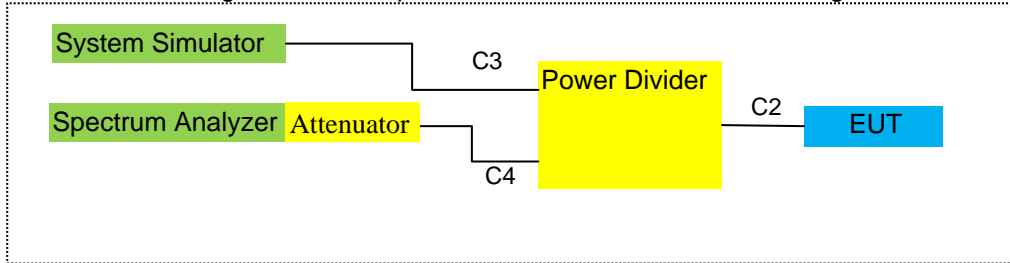 System Simulator
C3
Power Divider
C2
Spectrum Analyzer Attenuator
EUT
C4